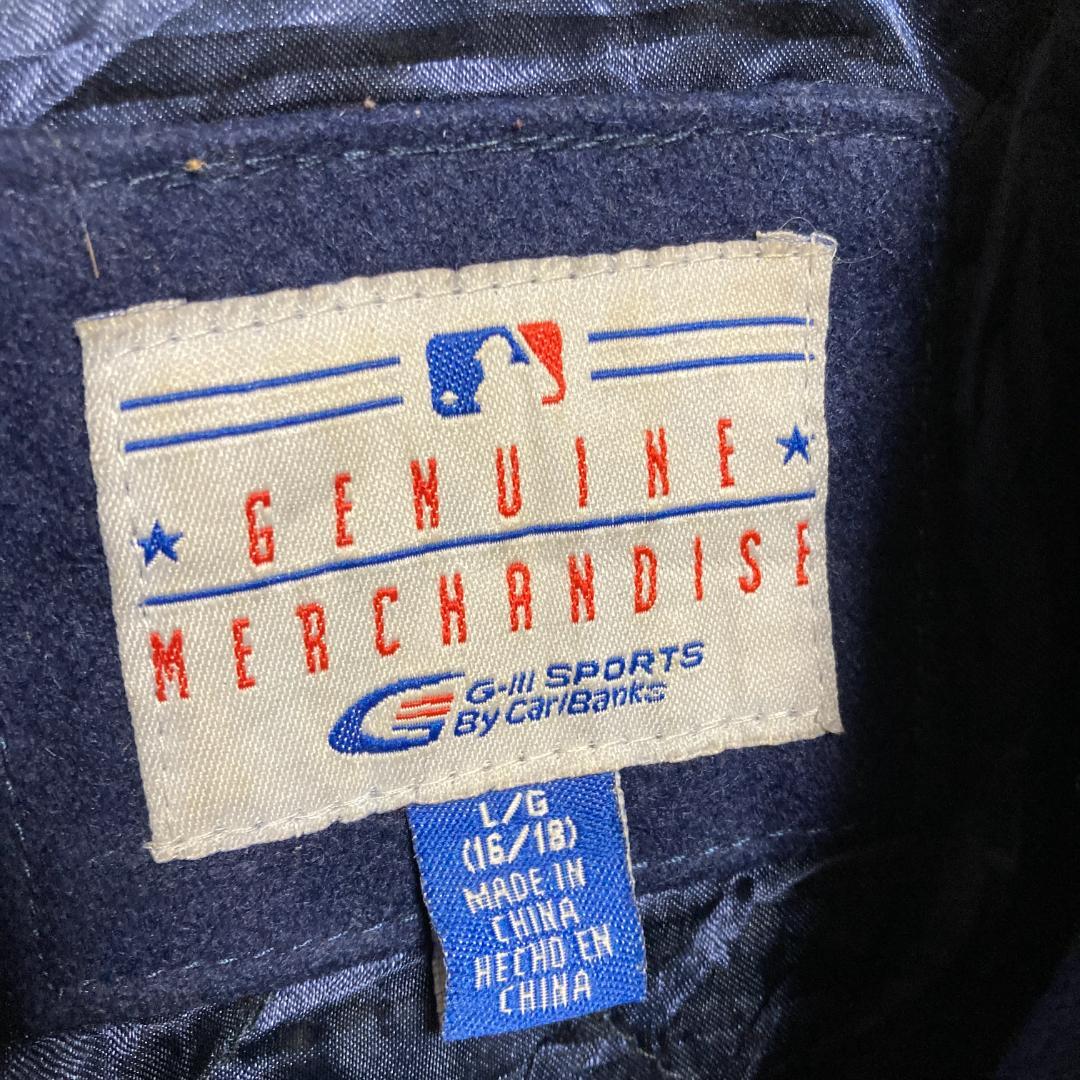 GENUINE
MERCHANDISE
G-III SPORTS
By Carl Banks
L/G
(16/18)
MADE IN
CHINA
HECHO EN
CHINA